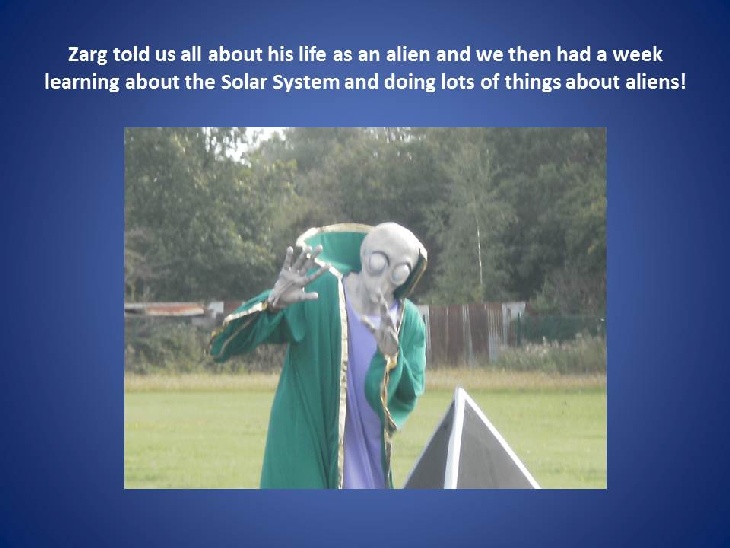 Zarg told us all about his life as an alien and we then had a week
learning about the Solar System and doing lots of things about aliens!